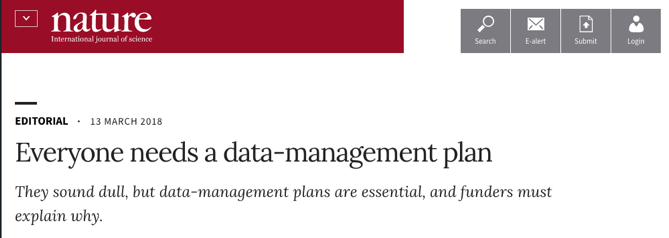 nature
International journal of science
Search
E-alert
Submit
Login
EDITORIAL · 13 MARCH 2018
Everyone needs a data-management plan
They sound dull, but data-management plans are essential, and funders must
explain why.